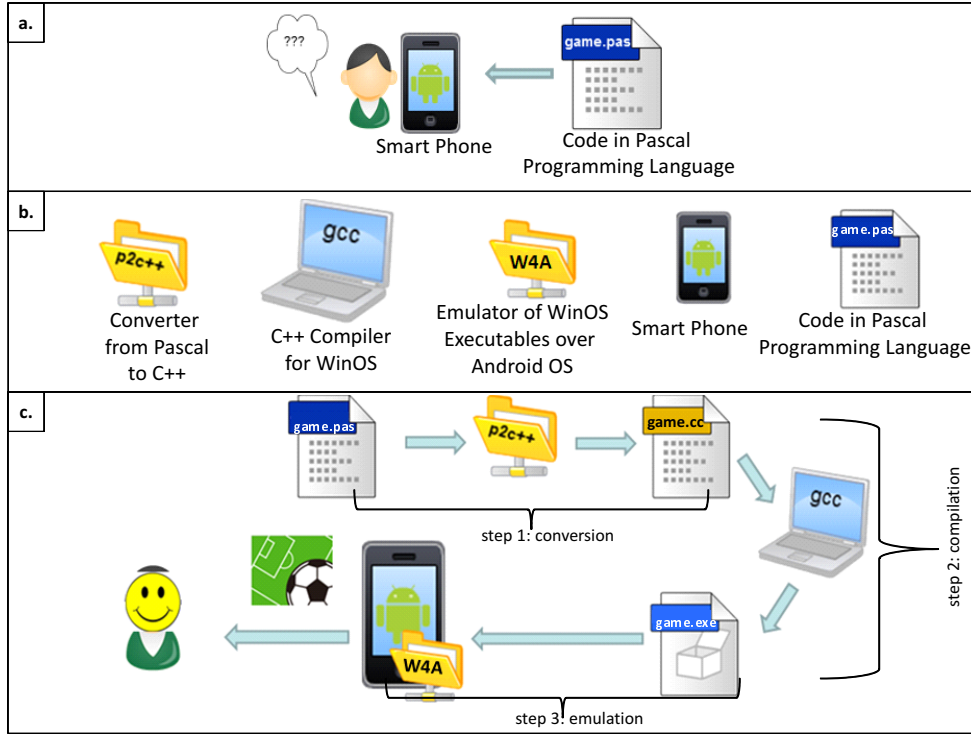 a.
???
game.pas
Smart Phone
Code in Pascal
Programming Language
b.
p2c++
gcc
W4A
game.pas
Converter
from Pascal
to C++
C++ Compiler
for WinOS
Emulator of WinOS
Executables over
Android OS
Smart Phone
Code in Pascal
Programming Language
c.
game.pas
p2c++
game.cc
gcc
step 1: conversion
step 2: compilation
game.exe
W4A
step 3: emulation